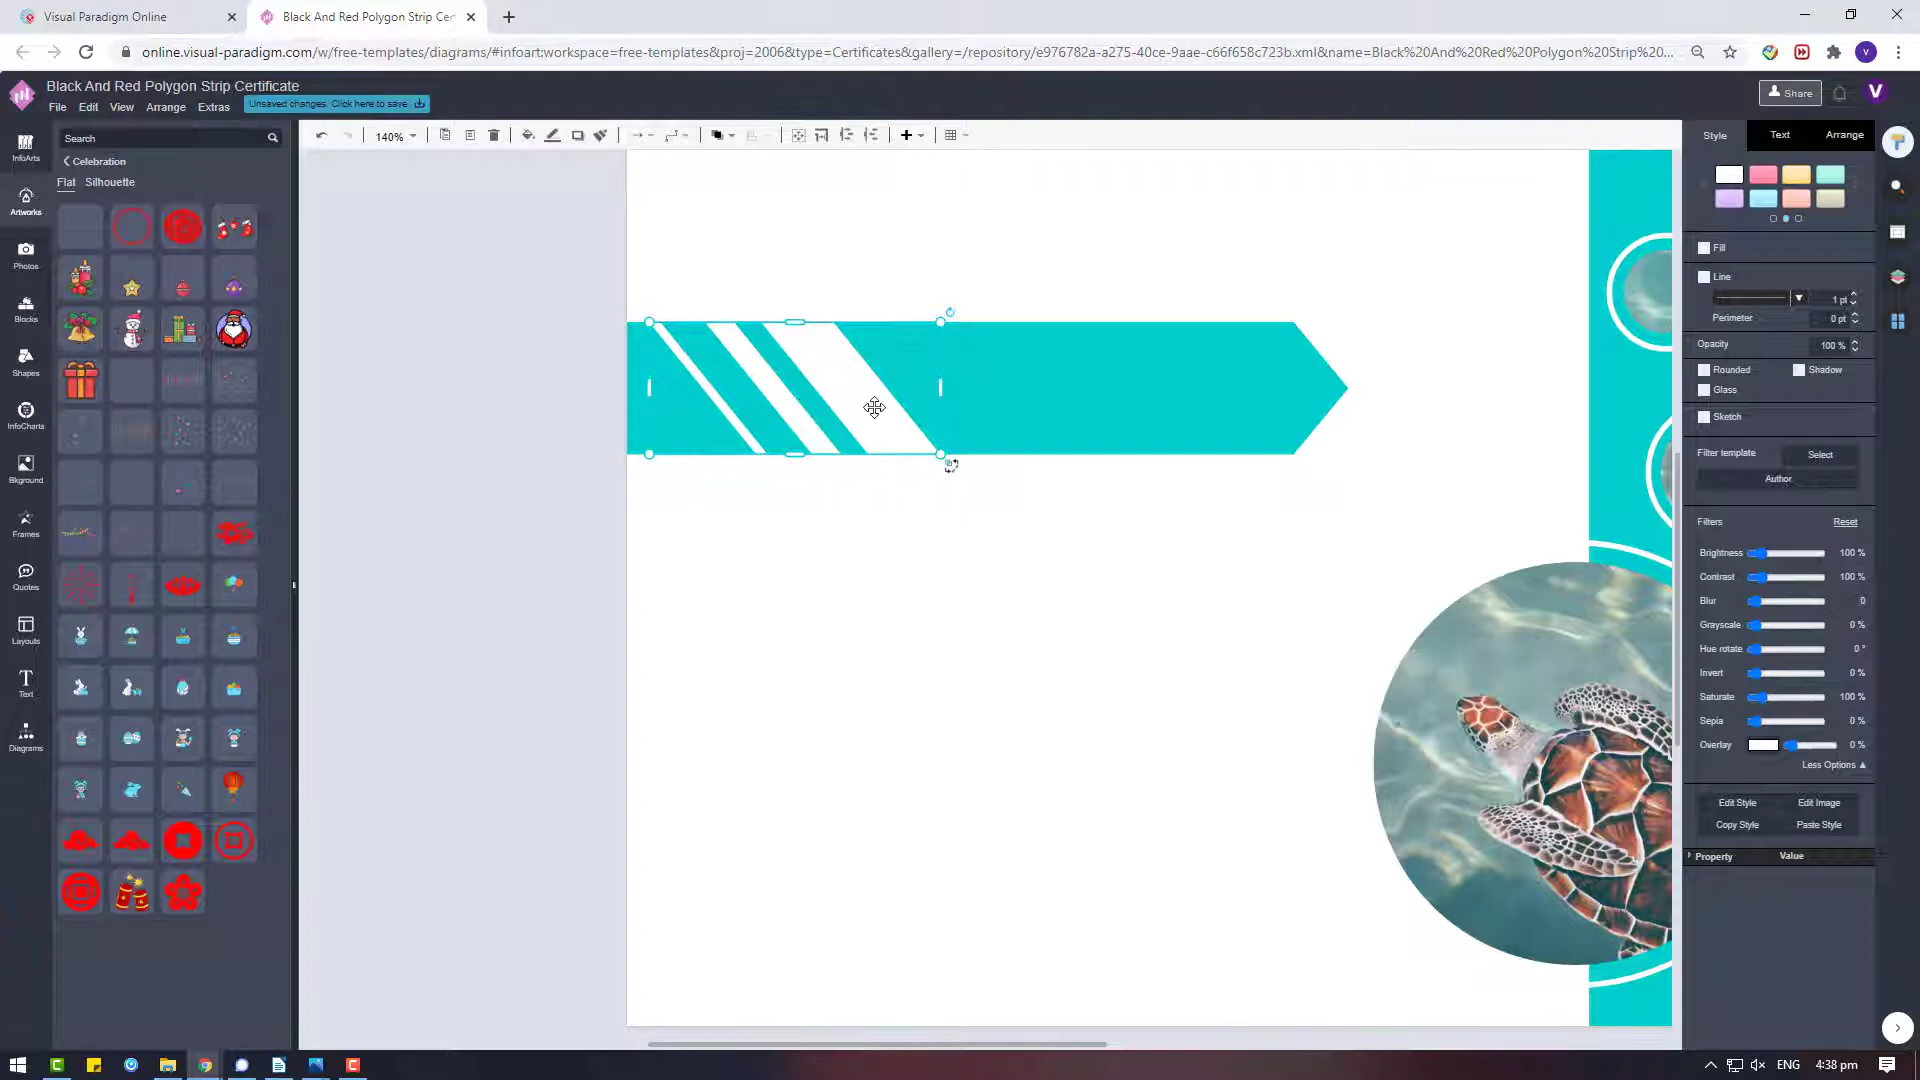 Visual Paradigm Online
Black And Red Polygon Strip Cer
online.visual-paradigm.com/w/free-templates/diagrams/#infoart:workspace=free-templates&proj=2006&type=Certificates&gallery=/repository/e976782a-a275-40ce-9aae-c66f658c723b.xml&name=Black%20And%20Red%20Polygon%20Strip%20...
Black And Red Polygon Strip Certificate
File Edit View Arrange Extras Unsaved changes. Click here to save
Share
V
Search
Celebration
Flat Silhouette
InfoArts
Artworks
Photos
Blocks
Shapes
InfoCharts
Bkground
Frames
Quotes
Layouts
Text
Diagrams
140%
Style Text Arrange
Fill
Line
1 pt
Perimeter 0 pt
Opacity 100 %
Rounded Shadow
Glass
Sketch
Filter template Select
Author
Filters Reset
Brightness 100 %
Contrast 100 %
Blur 0
Grayscale 0 %
Hue rotate 0 °
Invert 0 %
Saturate 100 %
Sepia 0 %
Overlay 0 %
Less Options
Edit Style Edit Image
Copy Style Paste Style
Property Value
ENG 4:38 pm